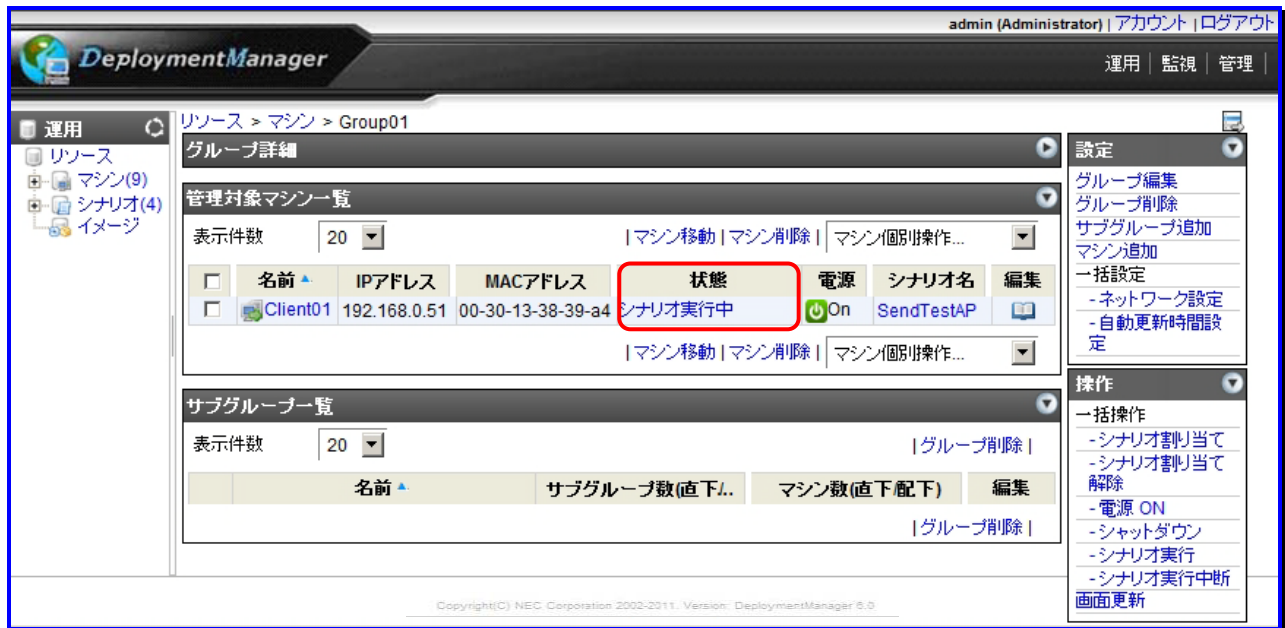 admin (Administrator) | アカウント | ログアウト
DeploymentManager
運用 | 監視 | 管理 |
運用
リソース
マシン(9)
シナリオ(4)
イメージ
リソース > マシン > Group01
グループ詳細
管理対象マシン一覧
表示件数 20
| マシン移動 | マシン削除 | マシン個別操作...
名前 IPアドレス MACアドレス 状態 電源 シナリオ名 編集
Client01 192.168.0.51 00-30-13-38-39-a4 シナリオ実行中 On SendTestAP
| マシン移動 | マシン削除 | マシン個別操作...
サブグループ一覧
表示件数 20
| グループ削除 |
名前 サブグループ数(直下/.. マシン数(直下/配下) 編集
| グループ削除 |
設定
グループ編集
グループ削除
サブグループ追加
マシン追加
一括設定
- ネットワーク設定
- 自動更新時間設
定
操作
一括操作
- シナリオ割り当て
- シナリオ割り当て
解除
- 電源 ON
- シャットダウン
- シナリオ実行
- シナリオ実行中断
画面更新
Copyright(C) NEC Corporation 2002-2011. Version: DeploymentManager 6.0